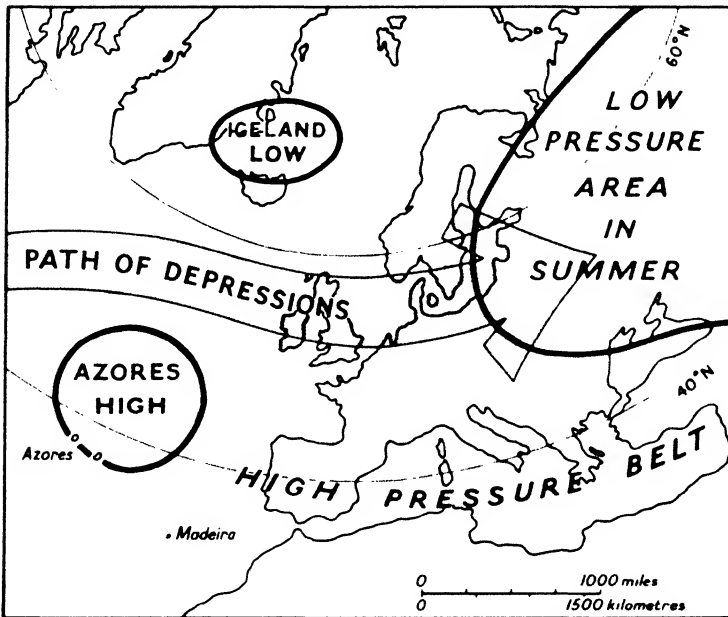 60°N
LOW
PRESSURE
AREA
IN
SUMMER
ICELAND
LOW
PATH OF DEPRESSIONS
AZORES
HIGH
Azores
40°N
HIGH PRESSURE BELT
Madeira
0 1000 miles
0 1500 kilometres